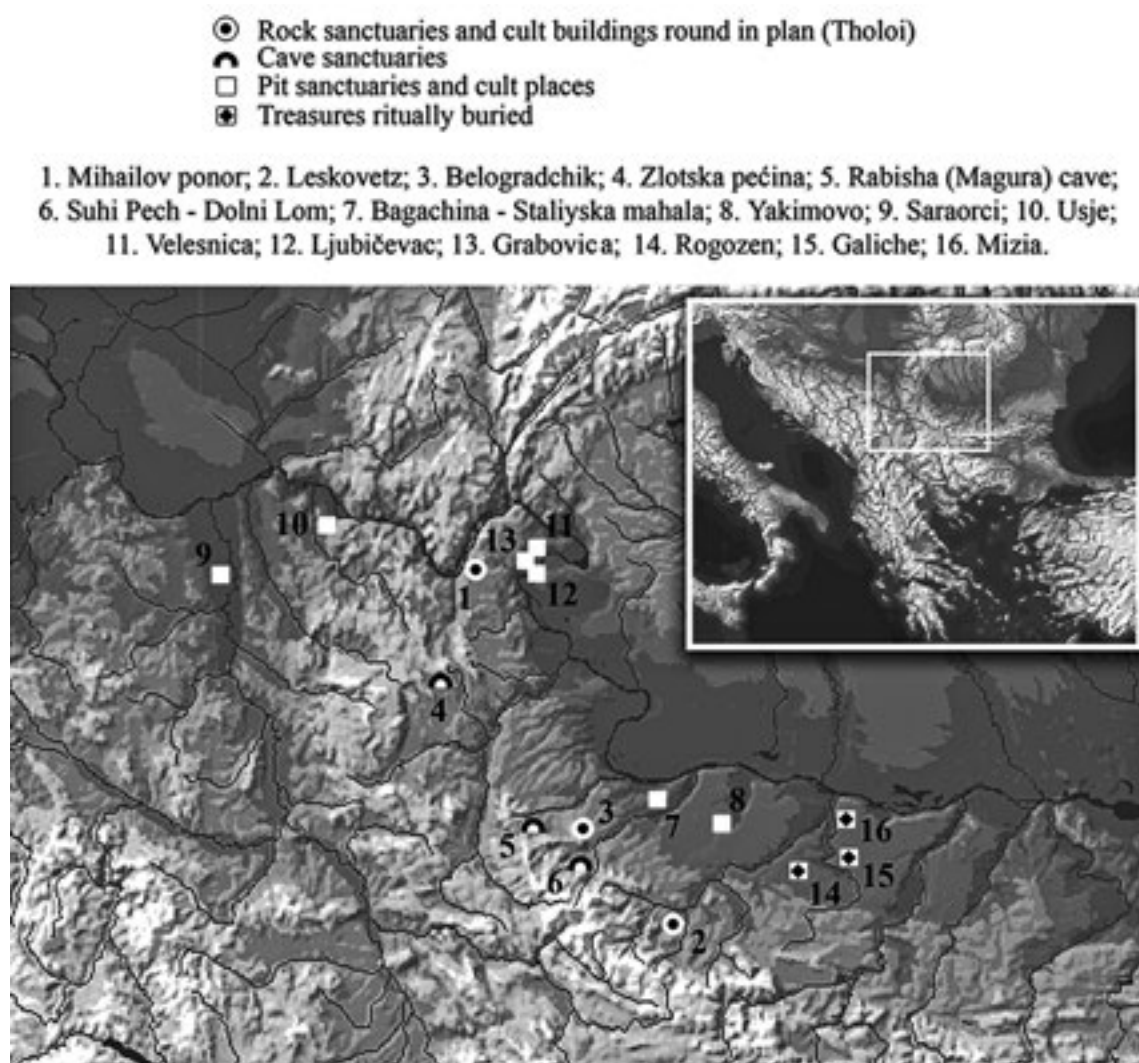 Rock sanctuaries and cult buildings round in plan (Tholoi)
Cave sanctuaries
Pit sanctuaries and cult places
Treasures ritually buried
1. Mihailov ponor; 2. Leskovetz; 3. Belogradchik; 4. Zlotska pećina; 5. Rabisha (Magura) cave;
6. Suhi Pech - Dolni Lom; 7. Bagachina - Staliyska mahala; 8. Yakimovo; 9. Saraorci; 10. Usje;
11. Velesnica; 12. Ljubičevac; 13. Grabovica; 14. Rogozen; 15. Galiche; 16. Mizia.
10
11
13
9
12
1
4
3
8
7
16
5
6
14
15
2